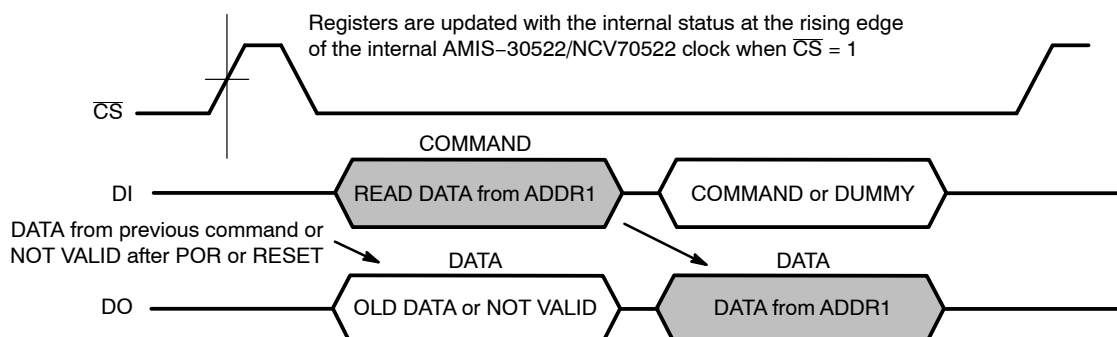 Registers are updated with the internal status at the rising edge
of the internal AMIS−30522/NCV70522 clock when C̅S̅ = 1
C̅S̅
COMMAND
DI
READ DATA from ADDR1
COMMAND or DUMMY
DATA from previous command or
NOT VALID after POR or RESET
DATA
DATA
DO
OLD DATA or NOT VALID
DATA from ADDR1